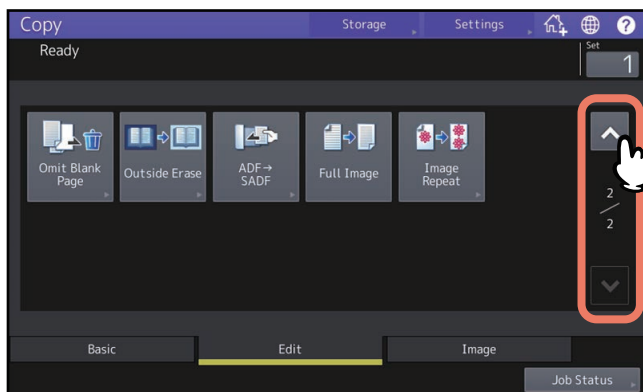 Copy
Storage
Settings
?
Ready
Set
1
Omit Blank
Page
Outside Erase
ADF→
SADF
Full Image
Image
Repeat
2
/
2
Basic
Edit
Image
Job Status